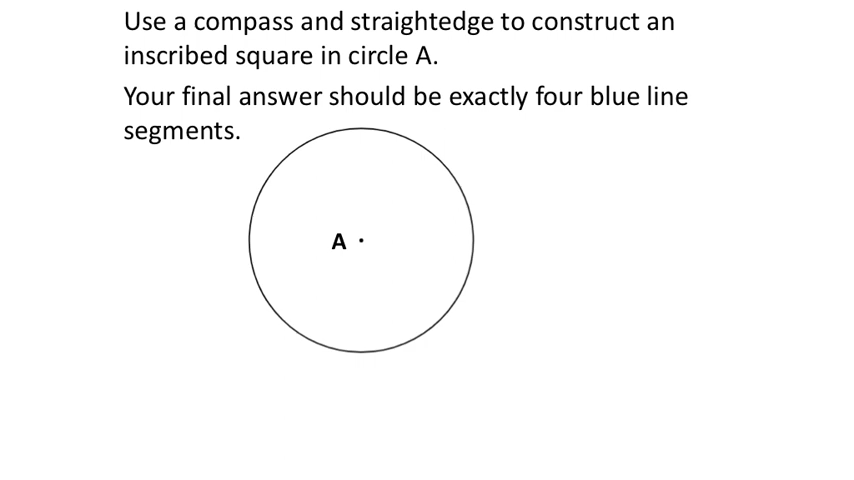 Use a compass and straightedge to construct an
inscribed square in circle A.
Your final answer should be exactly four blue line
segments.
A